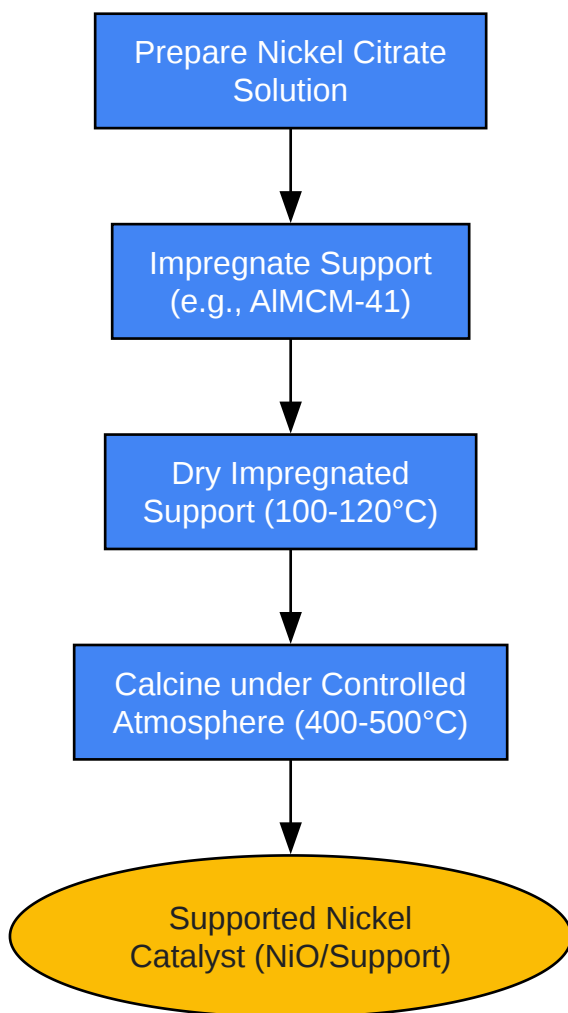 Prepare Nickel Citrate
Solution
Impregnate Support
(e.g., AlMCM-41)
Dry Impregnated
Support (100-120°C)
Calcine under Controlled
Atmosphere (400-500°C)
Supported Nickel
Catalyst (NiO/Support)